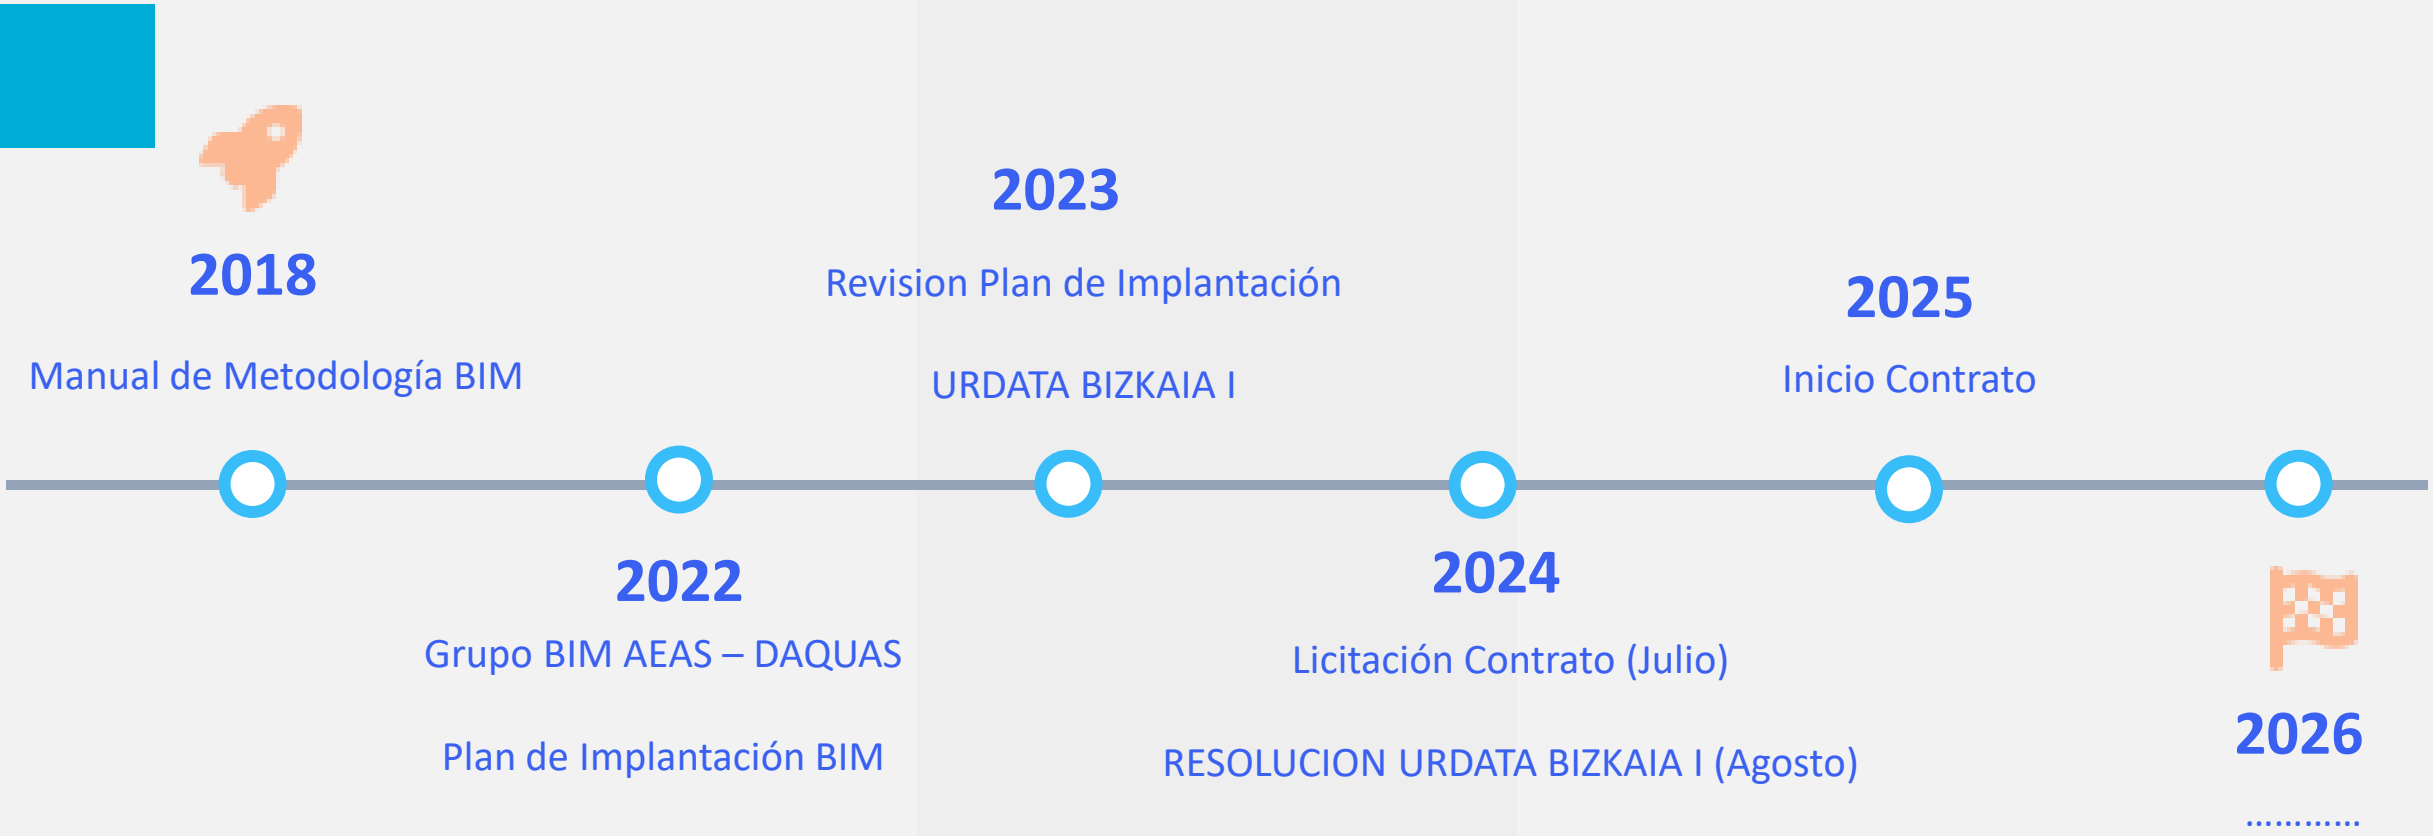 2018
Manual de Metodología BIM
2022
Grupo BIM AEAS – DAQUAS
Plan de Implantación BIM
2023
Revision Plan de Implantación
URDATA BIZKAIA I
2024
Licitación Contrato (Julio)
RESOLUCION URDATA BIZKAIA I (Agosto)
2025
Inicio Contrato
2026
…………